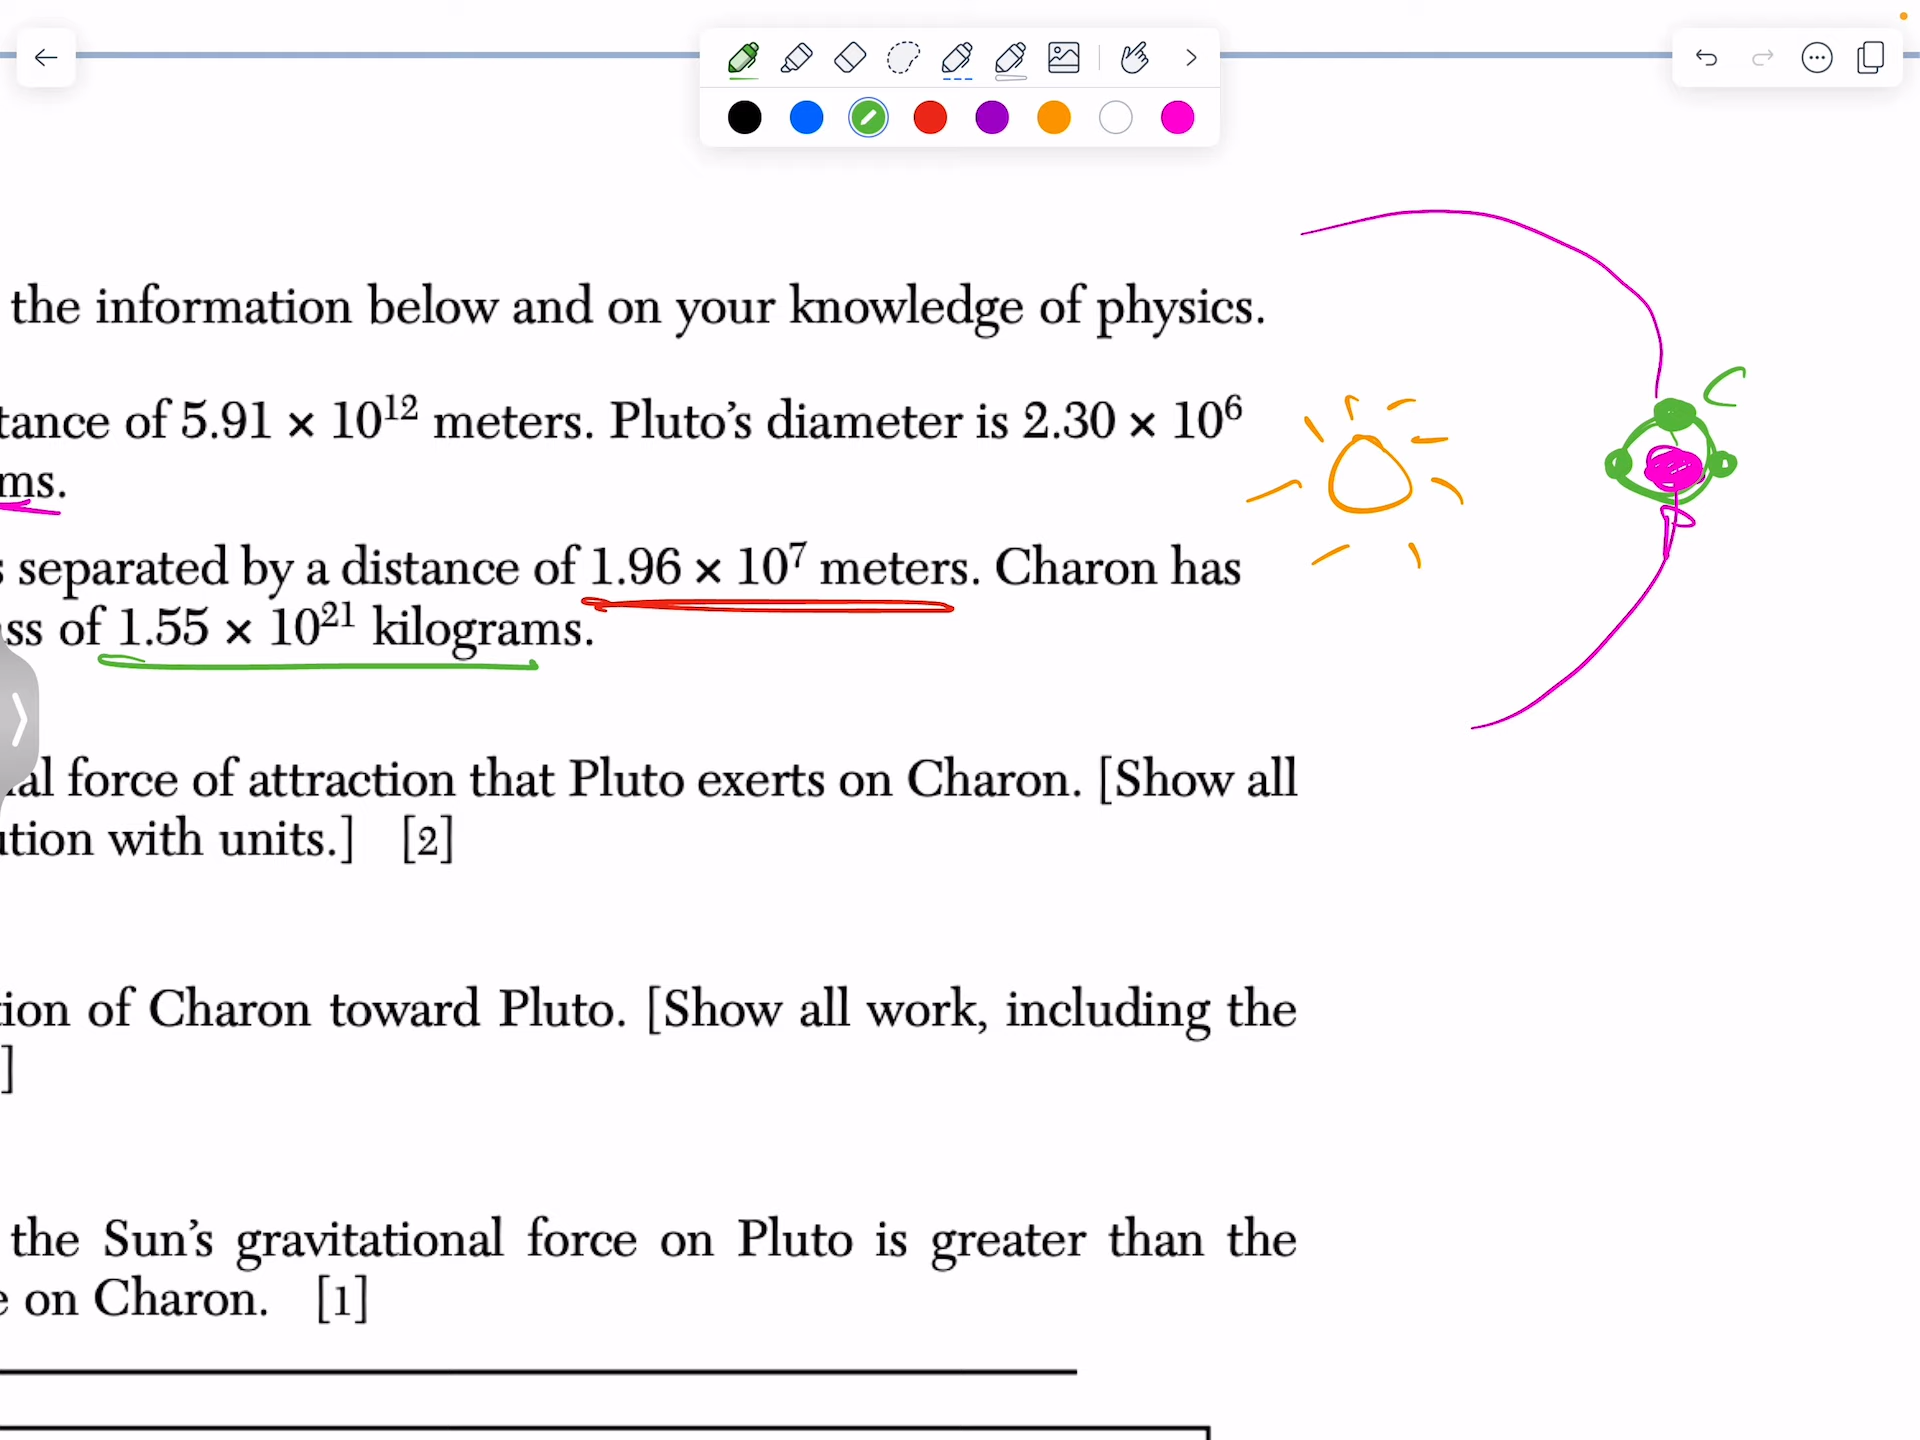 the information below and on your knowledge of physics.
tance of 5.91 × 10¹² meters. Pluto’s diameter is 2.30 × 10⁶
ms.
s separated by a distance of 1.96 × 10⁷ meters. Charon has
ss of 1.55 × 10²¹ kilograms.
al force of attraction that Pluto exerts on Charon. [Show all
tion with units.] [2]
tion of Charon toward Pluto. [Show all work, including the
]
the Sun’s gravitational force on Pluto is greater than the
e on Charon. [1]
C
P